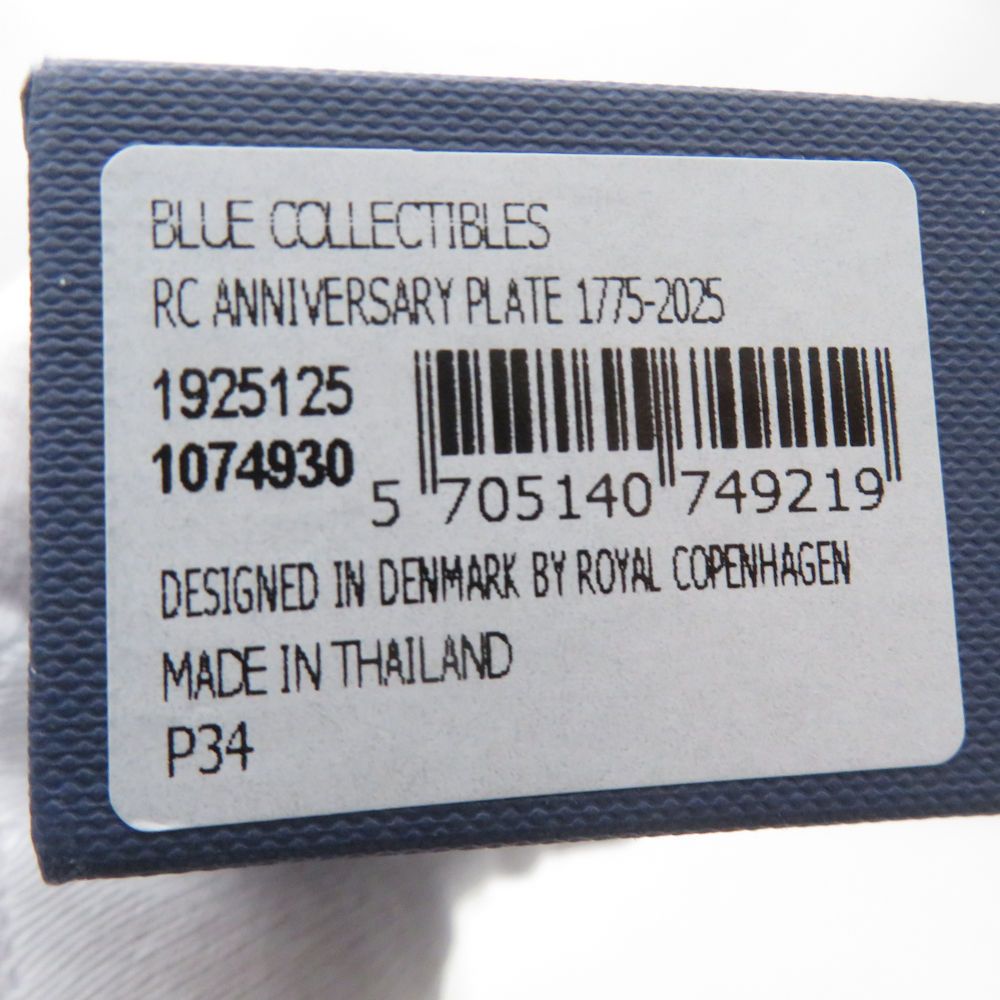 BLUE COLLECTIBLES
RC ANNIVERSARY PLATE 1775-2025
1925125
1074930
5 705140 749219
DESIGNED IN DENMARK BY ROYAL COPENHAGEN
MADE IN THAILAND
P34